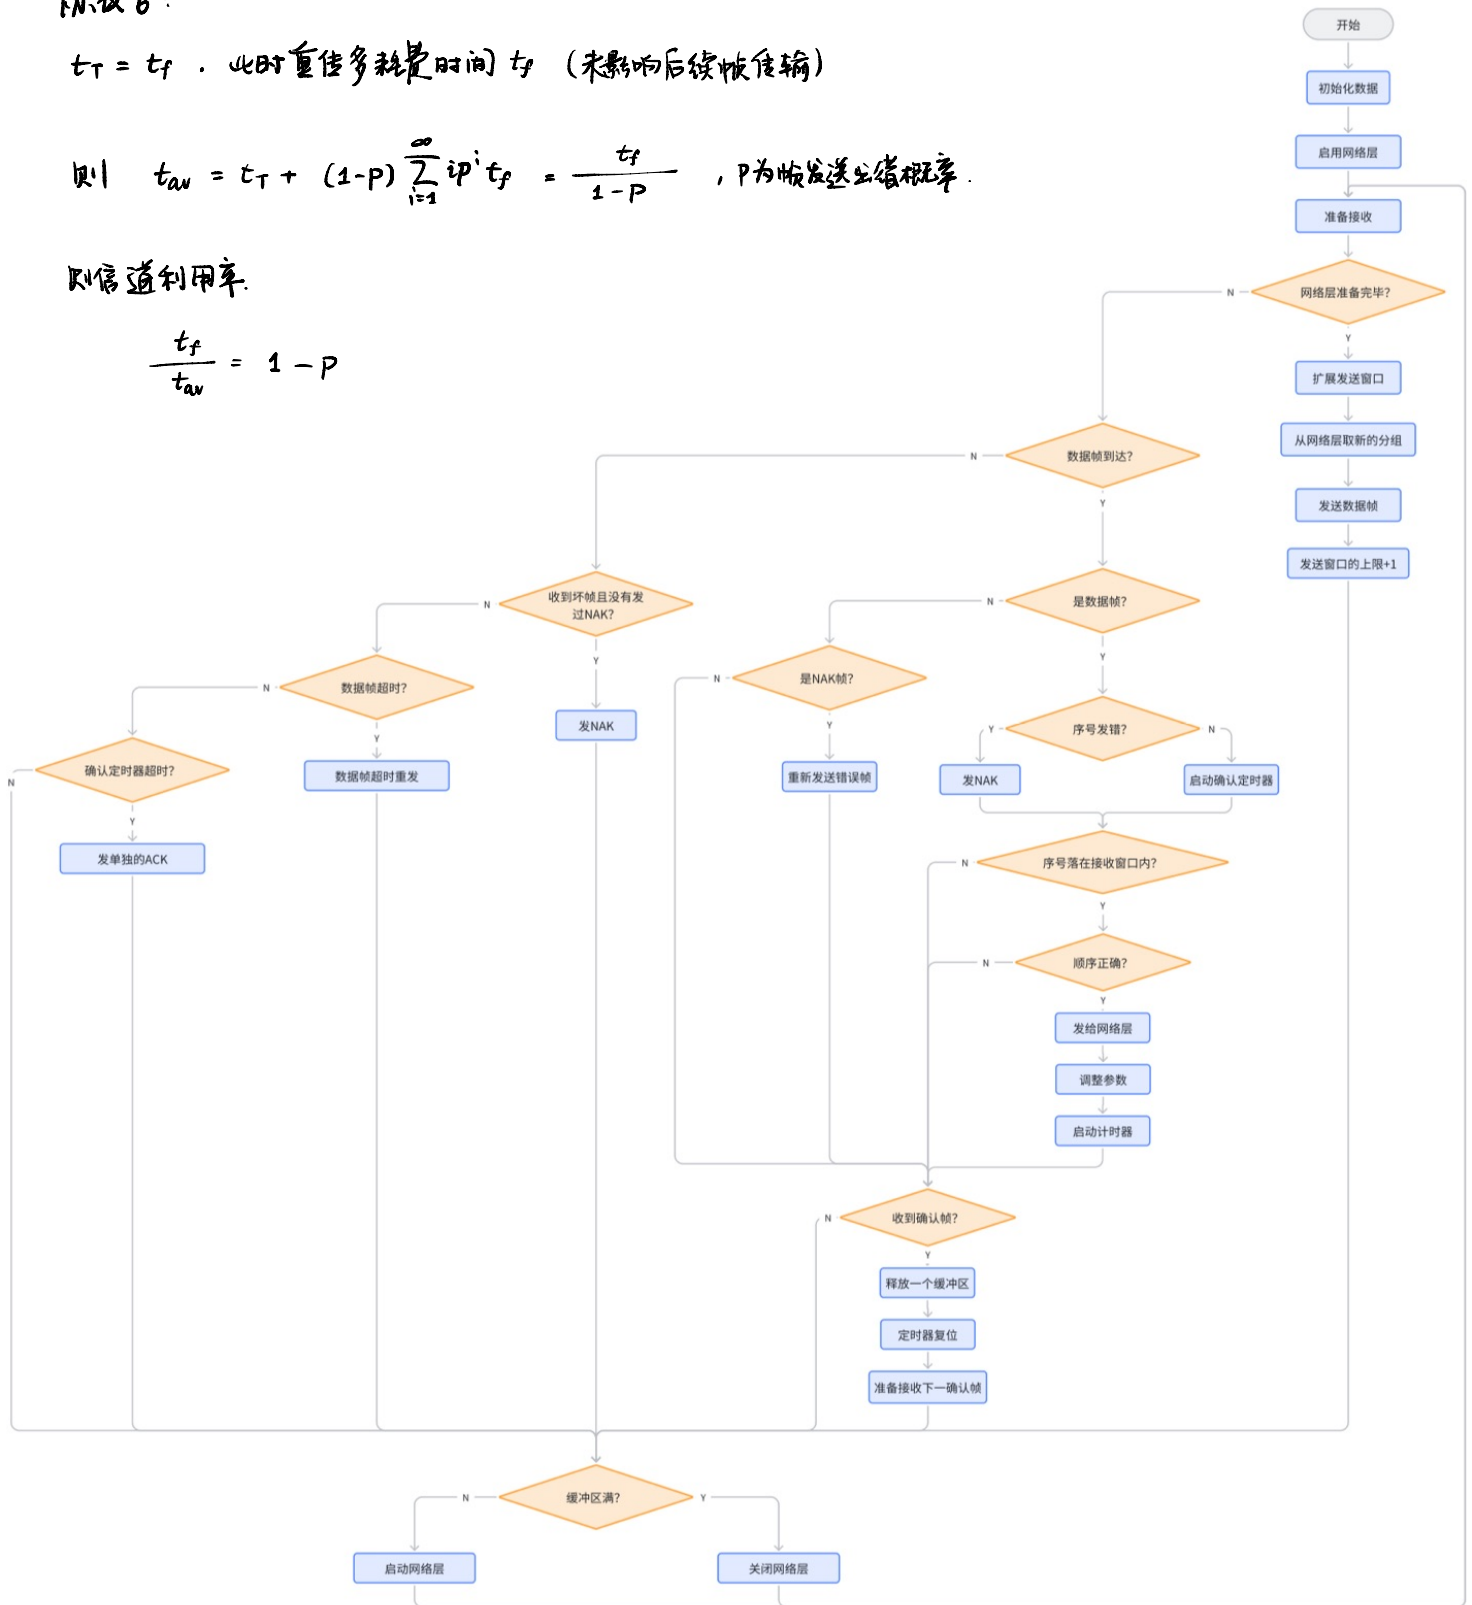 协议6.
t_T = t_f . 此时重传多耗费时间 t_f (未影响后续帧传输)
则 t_av = t_T + (1-P) ∑_{i=1}^{∞} iP^i t_f = t_f / (1-P) , P为帧发送出错概率.
则信道利用率.
t_f / t_av = 1-P
开始
初始化数据
启用网络层
准备接收
网络层准备完毕?
N
Y
扩展发送窗口
从网络层取新的分组
发送数据帧
发送窗口的上限+1
数据帧到达?
N
Y
收到坏帧且没有发
过NAK?
N
Y
发NAK
是数据帧?
N
Y
数据帧超时?
N
Y
数据帧超时重发
确认定时器超时?
N
Y
发单独的ACK
是NAK帧?
N
Y
重新发送错误帧
序号发错?
Y
N
发NAK
启动确认定时器
序号落在接收窗口内?
N
Y
顺序正确?
N
Y
发给网络层
调整参数
启动计时器
收到确认帧?
N
Y
释放一个缓冲区
定时器复位
准备接收下一确认帧
缓冲区满?
N
Y
启动网络层
关闭网络层